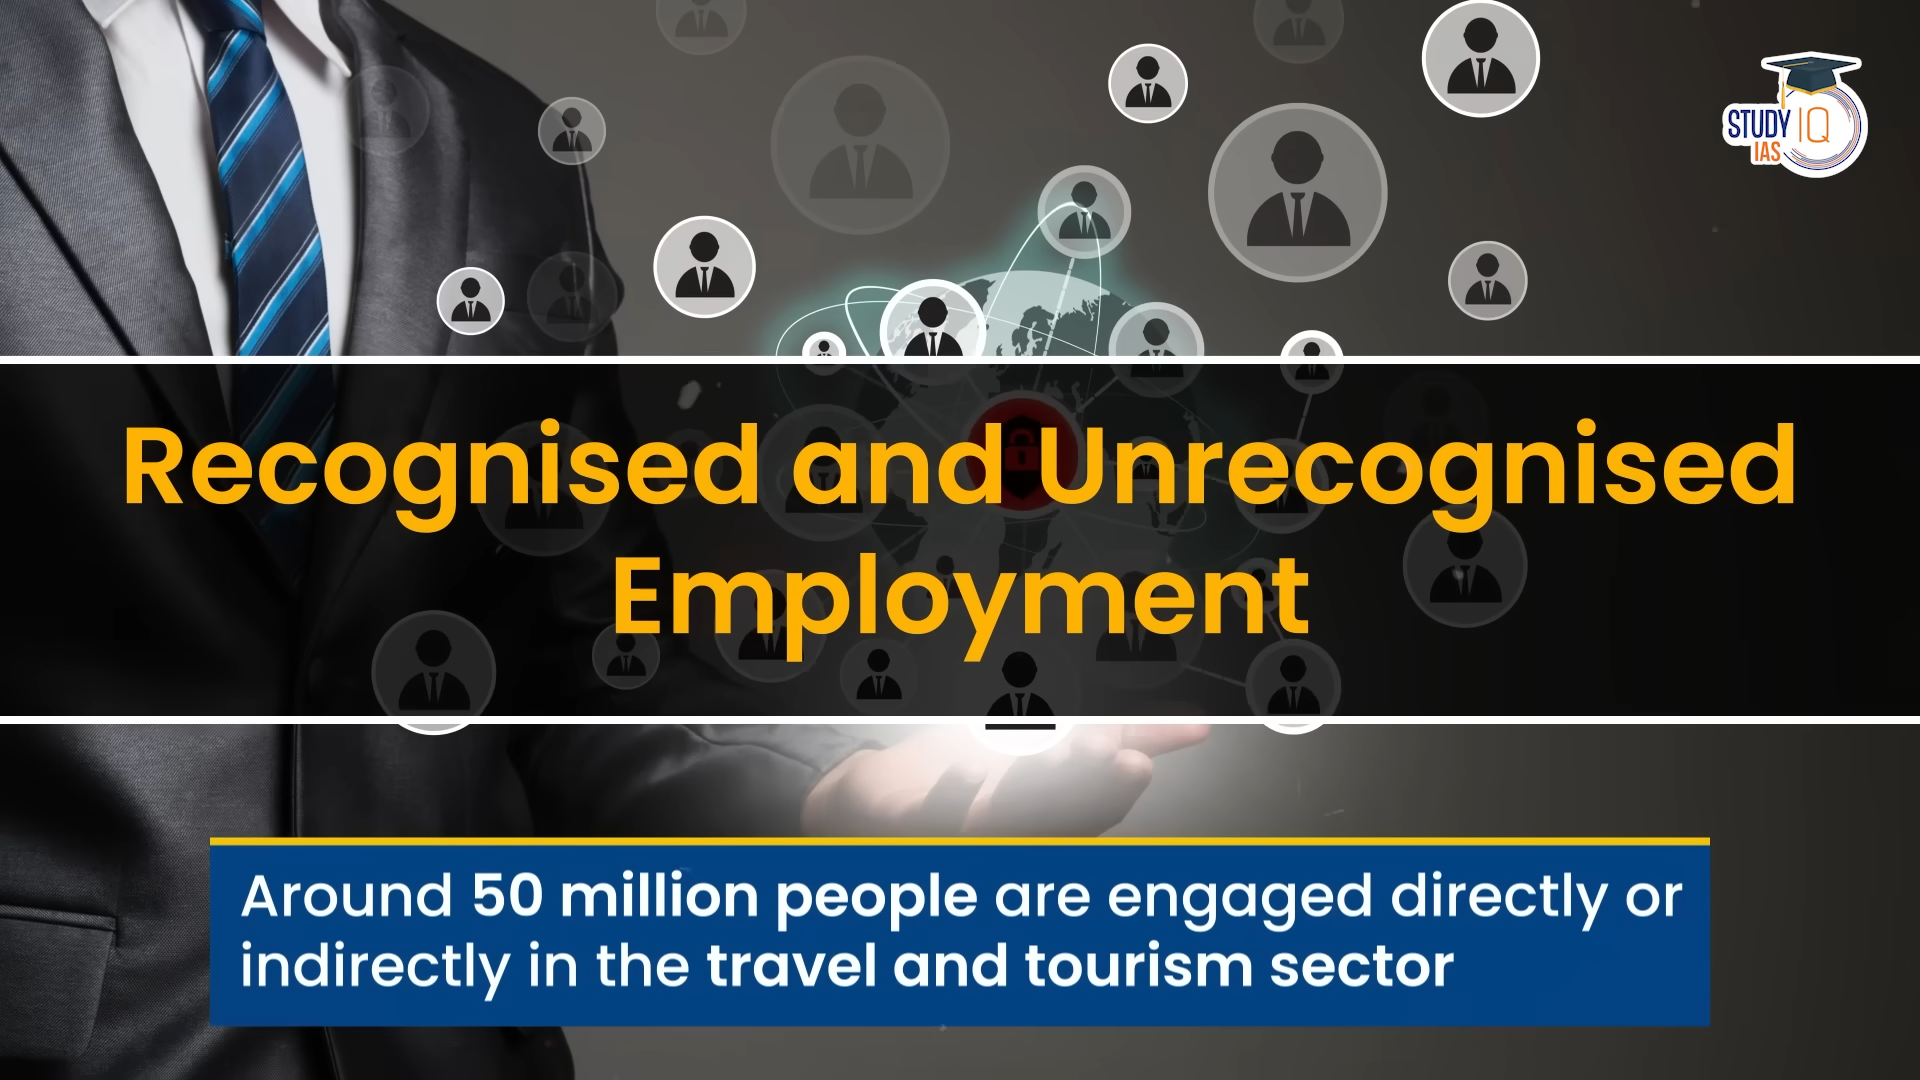 STUDY IQ
IAS
Recognised and Unrecognised
Employment
Around 50 million people are engaged directly or
indirectly in the travel and tourism sector